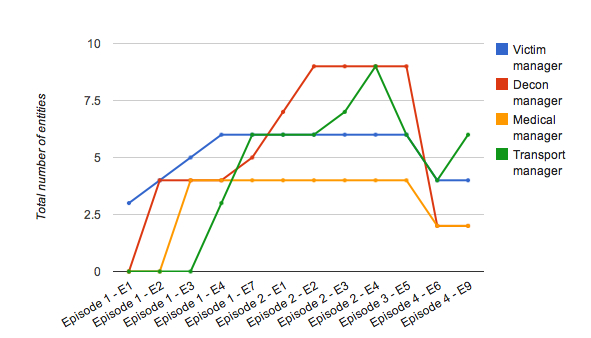 10
7.5
5
2.5
0
Total number of entities
Episode 1 - E1
Episode 1 - E2
Episode 1 - E3
Episode 1 - E4
Episode 1 - E7
Episode 2 - E1
Episode 2 - E2
Episode 2 - E3
Episode 2 - E4
Episode 3 - E5
Episode 4 - E6
Episode 4 - E9
Victim
manager
Decon
manager
Medical
manager
Transport
manager